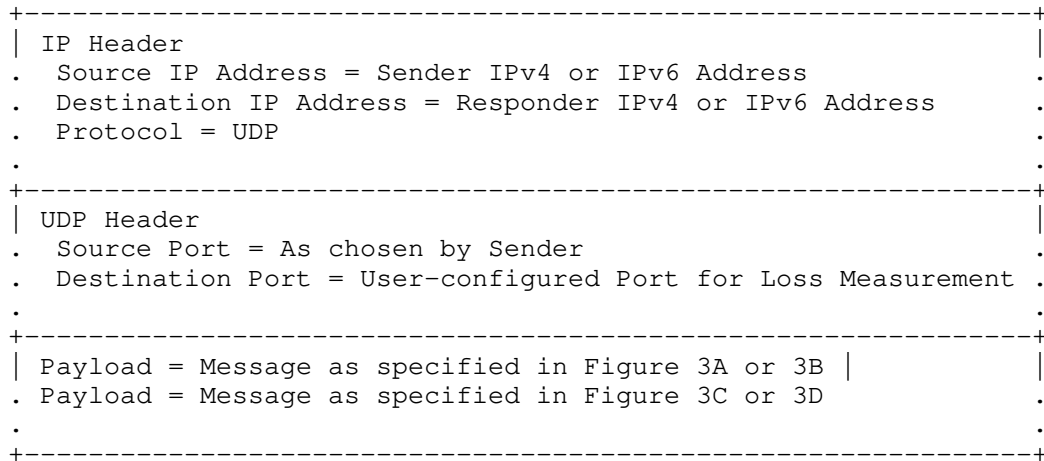 +---------------------------------------------------------------+
| IP Header                                                     |
.  Source IP Address = Sender IPv4 or IPv6 Address              .
.  Destination IP Address = Responder IPv4 or IPv6 Address      .
.  Protocol = UDP                                               .
.                                                               .
+---------------------------------------------------------------+
| UDP Header                                                    |
.  Source Port = As chosen by Sender                            .
.  Destination Port = User-configured Port for Loss Measurement .
.                                                               .
+---------------------------------------------------------------+
| Payload = Message as specified in Figure 3A or 3B |           |
. Payload = Message as specified in Figure 3C or 3D             .
.                                                               .
+---------------------------------------------------------------+